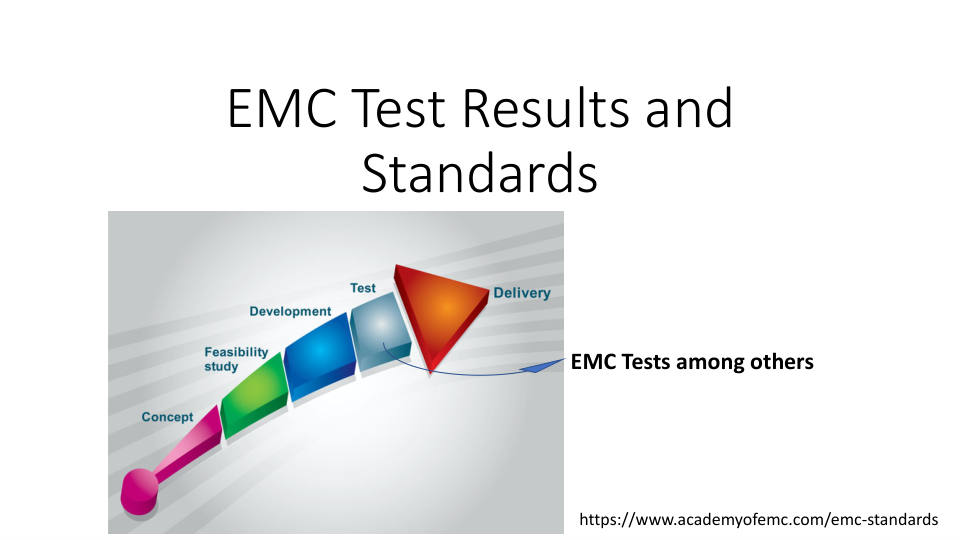 EMC Test Results and
Standards
Test
Delivery
Development
Feasibility
study
EMC Tests among others
Concept
https://www.academyofemc.com/emc-standards